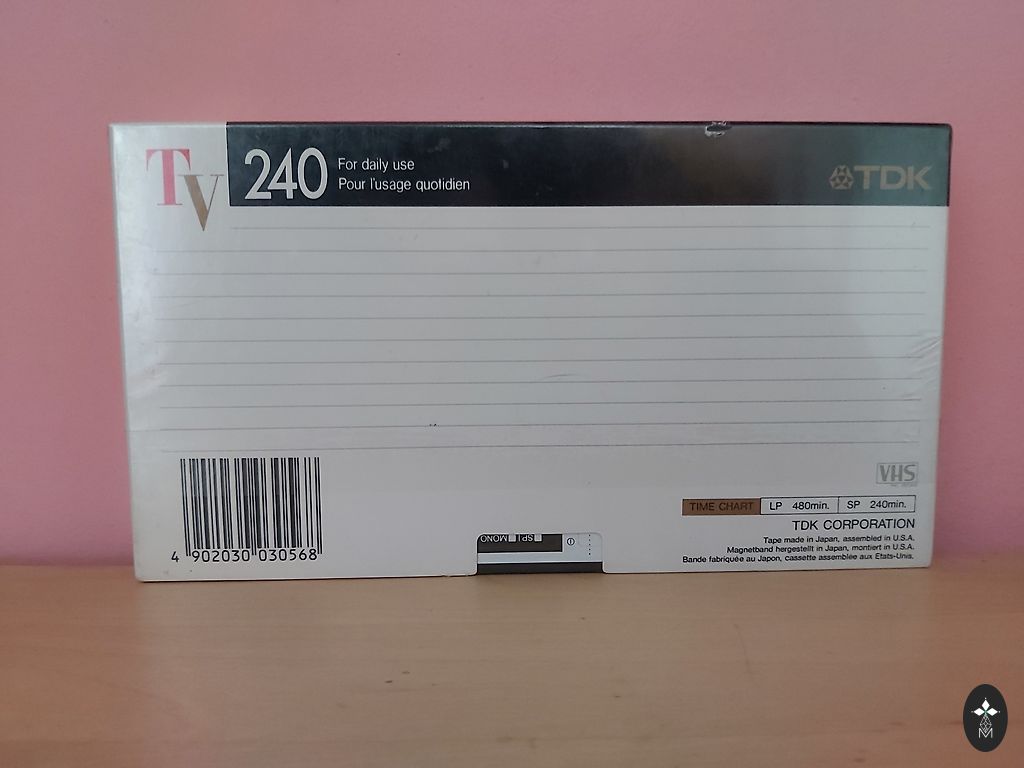 TV
240
For daily use
Pour l'usage quotidien
TDK
VHS
TIME CHART LP 480min. SP 240min.
TDK CORPORATION
Tape made in Japan, assembled in U.S.A.
Magnetband hergestellt in Japan, montiert in U.S.A.
Bande fabriquée au Japon, cassette assemblée aux Etats-Unis.
SP MONO
4 902030 030568
M